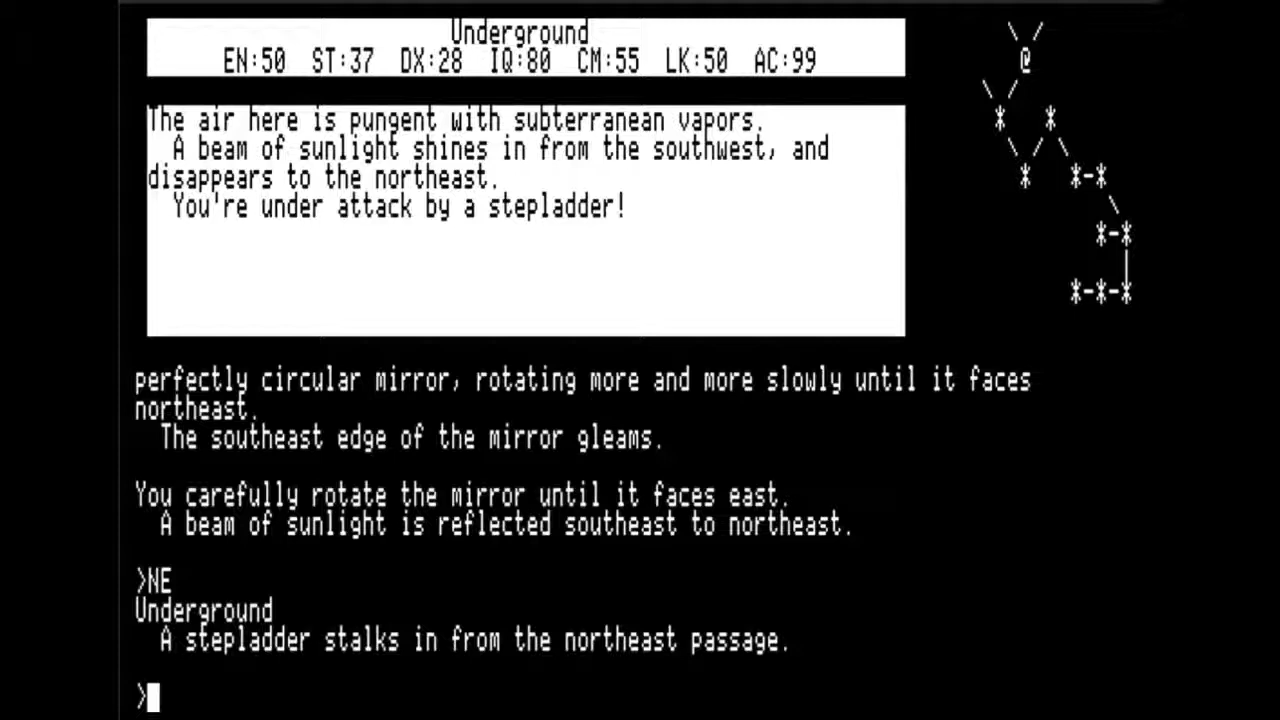 Underground
EN:50 ST:37 DX:28 IQ:80 CM:55 LK:50 AC:99
The air here is pungent with subterranean vapors.
A beam of sunlight shines in from the southwest, and
disappears to the northeast.
You're under attack by a stepladder!
\ /
@
\ /
* *
\ / \
* *-*
\
*-*
|
*-*-*
perfectly circular mirror, rotating more and more slowly until it faces
northeast.
The southeast edge of the mirror gleams.
You carefully rotate the mirror until it faces east.
A beam of sunlight is reflected southeast to northeast.
>NE
Underground
A stepladder stalks in from the northeast passage.
>